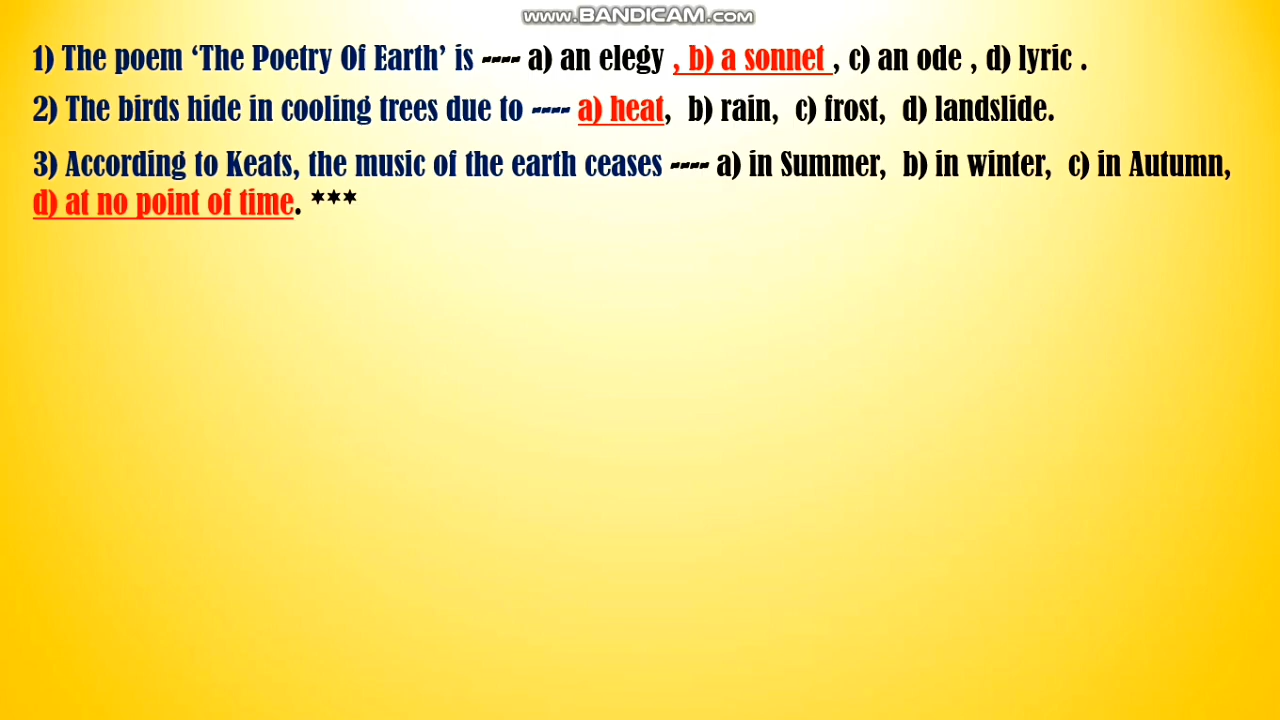 www.BANDICAM.com
1) The poem ‘The Poetry Of Earth’ is ---- a) an elegy , b) a sonnet , c) an ode , d) lyric .
2) The birds hide in cooling trees due to ---- a) heat, b) rain, c) frost, d) landslide.
3) According to Keats, the music of the earth ceases ---- a) in Summer, b) in winter, c) in Autumn,
d) at no point of time. ***